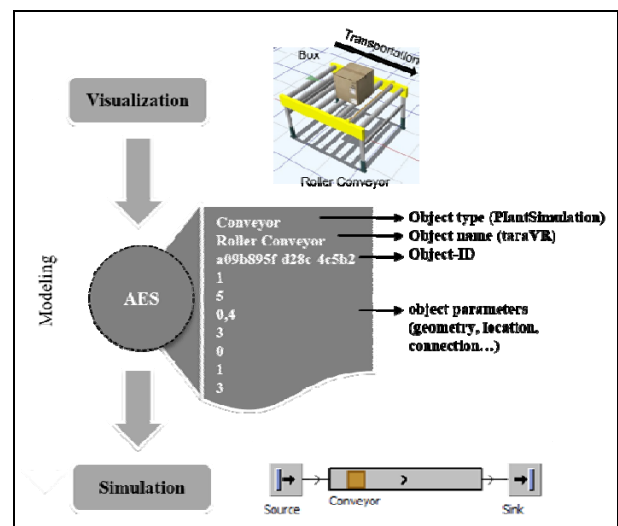 Transportation
Box
Visualization
Roller Conveyor
Conveyor
Roller Conveyor
a09b895f d28c 4c5b2
1
5
0,4
3
0
1
3
Object type (PlantSimulation)
Object name (taraVR)
Object-ID
object parameters
(geometry, location,
connection...)
AES
Modeling
Simulation
Source
Conveyor
Sink